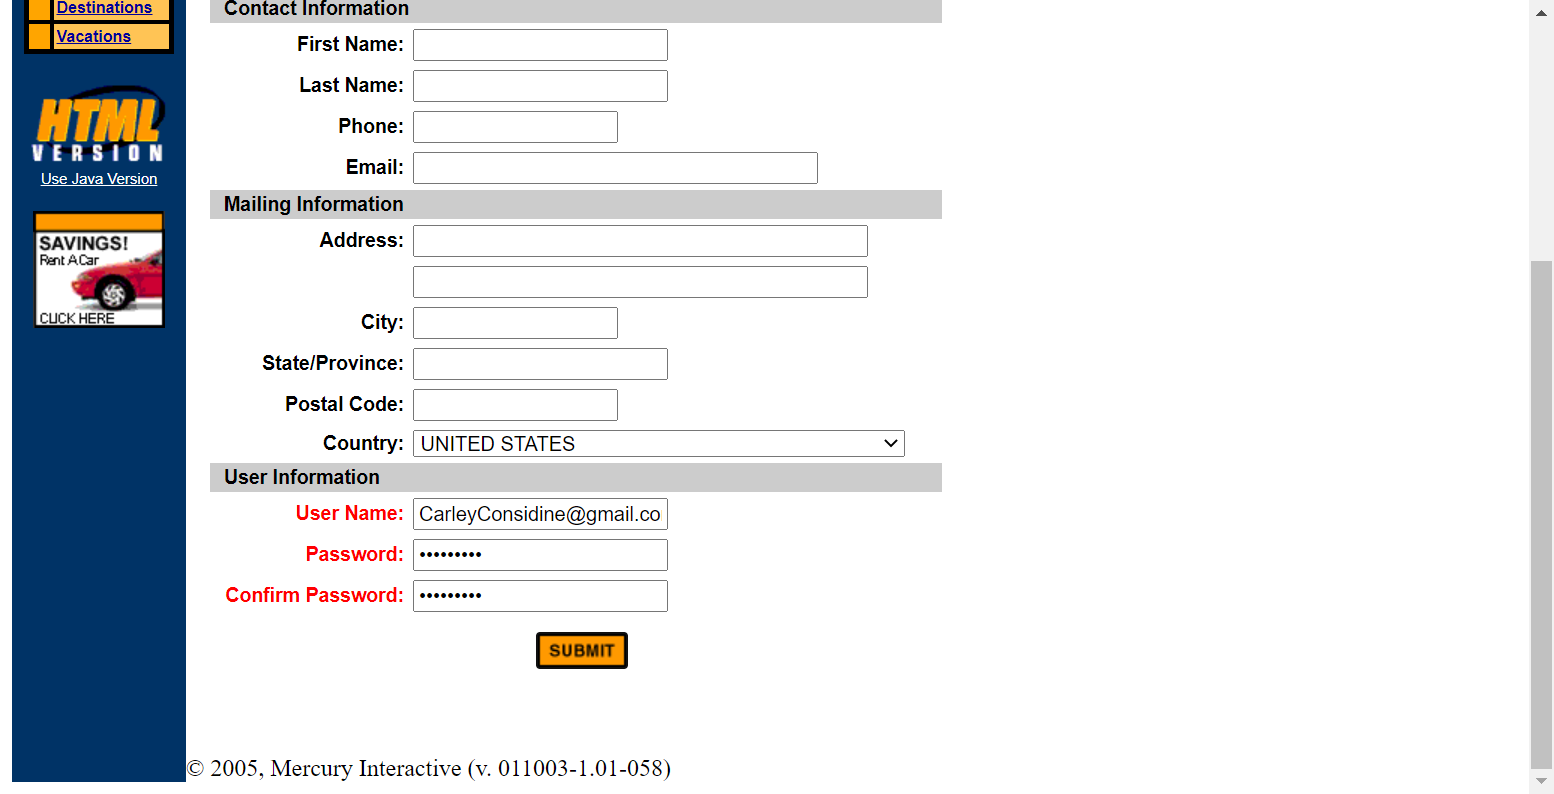 Destinations
Vacations
HTML
VERSION
Use Java Version
SAVINGS!
Rent A Car
CLICK HERE
Contact Information
First Name:
Last Name:
Phone:
Email:
Mailing Information
Address:
City:
State/Province:
Postal Code:
Country: UNITED STATES
User Information
User Name: CarleyConsidine@gmail.co
Password: •••••••••
Confirm Password: •••••••••
SUBMIT
© 2005, Mercury Interactive (v. 011003-1.01-058)